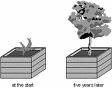 at the start
five years later